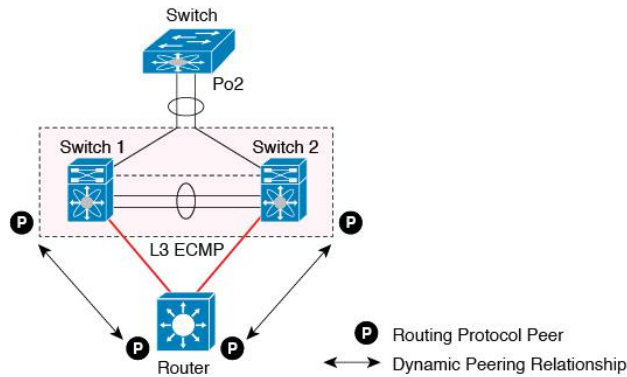 Switch
Po2
Switch 1
Switch 2
P
P
L3 ECMP
P
P
Router
P Routing Protocol Peer
Dynamic Peering Relationship